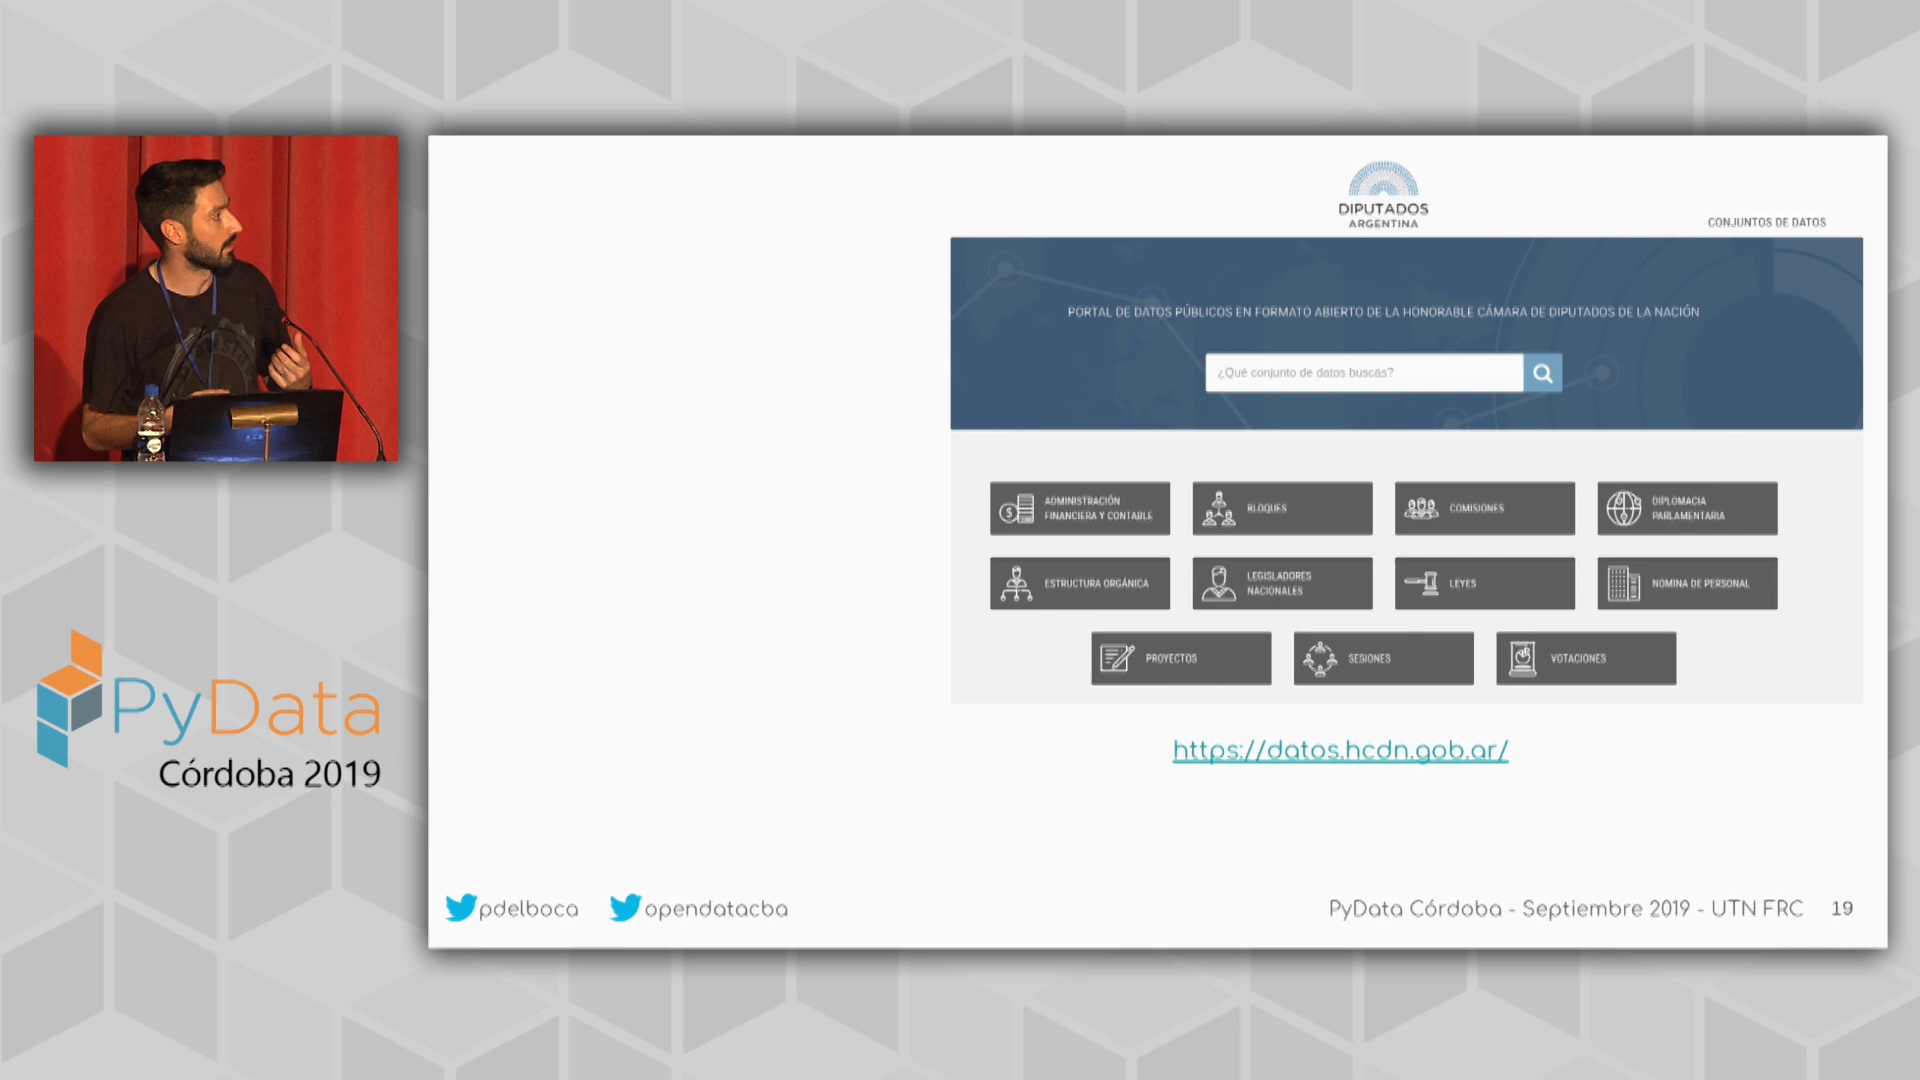 DIPUTADOS
ARGENTINA
CONJUNTOS DE DATOS
PORTAL DE DATOS PÚBLICOS EN FORMATO ABIERTO DE LA HONORABLE CÁMARA DE DIPUTADOS DE LA NACIÓN
¿Qué conjunto de datos buscás?
ADMINISTRACIÓN
FINANCIERA Y CONTABLE
BLOQUES
COMISIONES
DIPLOMACIA
PARLAMENTARIA
ESTRUCTURA ORGÁNICA
LEGISLADORES
NACIONALES
LEYES
NOMINA DE PERSONAL
PROYECTOS
SESIONES
VOTACIONES
https://datos.hcdn.gob.ar/
PyData
Córdoba 2019
pdelboca
opendatacba
PyData Córdoba - Septiembre 2019 - UTN FRC 19